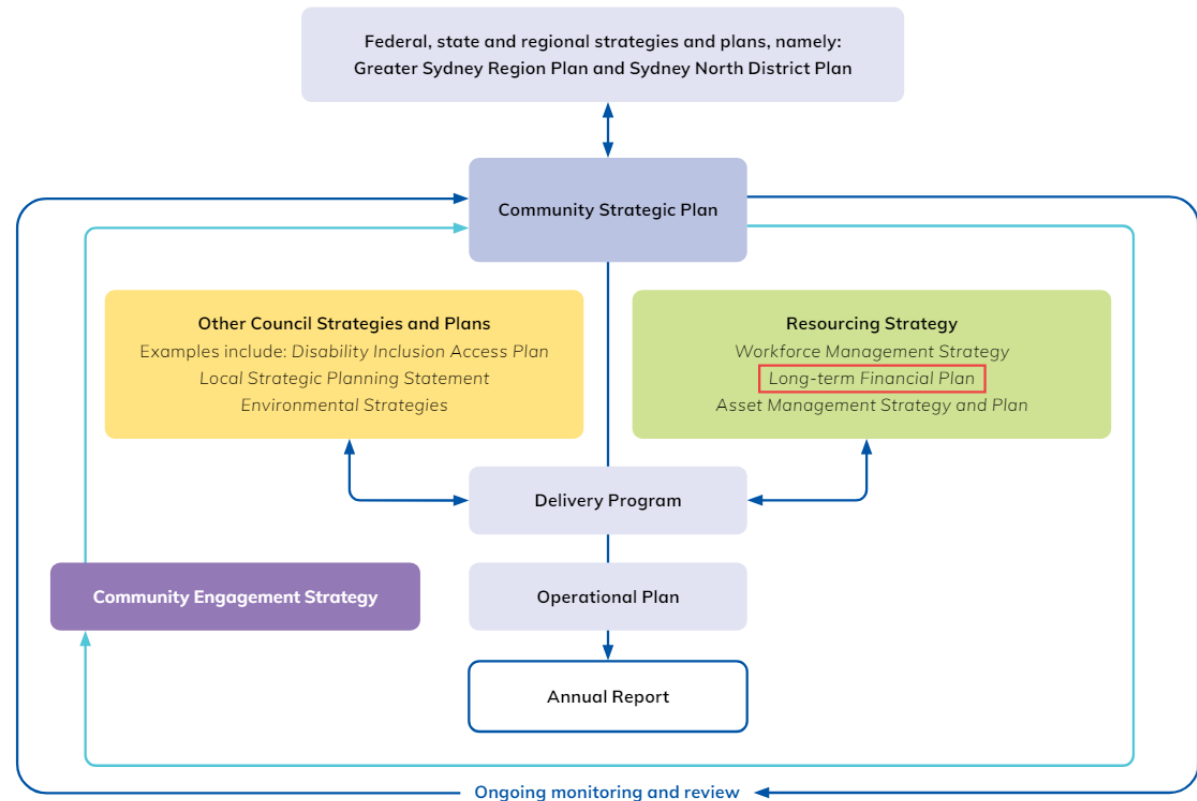 Federal, state and regional strategies and plans, namely:
Greater Sydney Region Plan and Sydney North District Plan
Community Strategic Plan
Other Council Strategies and Plans
Examples include: Disability Inclusion Access Plan
Local Strategic Planning Statement
Environmental Strategies
Resourcing Strategy
Workforce Management Strategy
Long-term Financial Plan
Asset Management Strategy and Plan
Delivery Program
Community Engagement Strategy
Operational Plan
Annual Report
Ongoing monitoring and review